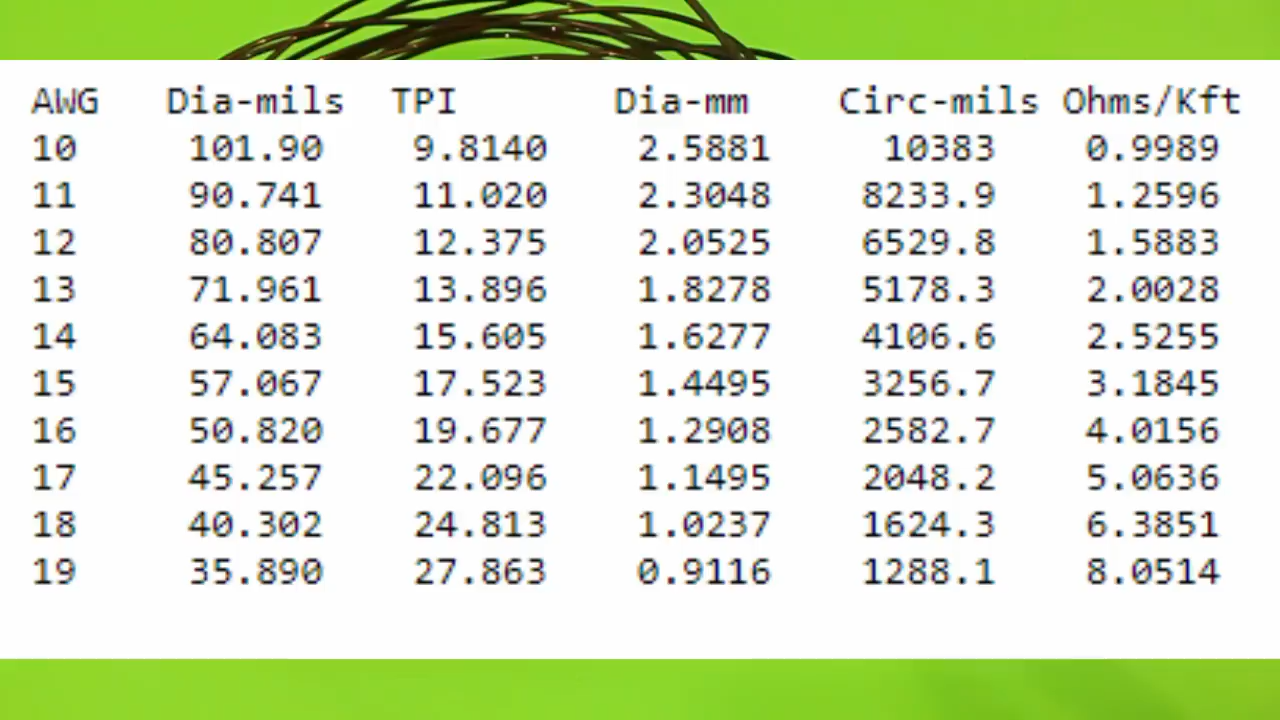 AWG Dia-mils TPI Dia-mm Circ-mils Ohms/Kft
10 101.90 9.8140 2.5881 10383 0.9989
11 90.741 11.020 2.3048 8233.9 1.2596
12 80.807 12.375 2.0525 6529.8 1.5883
13 71.961 13.896 1.8278 5178.3 2.0028
14 64.083 15.605 1.6277 4106.6 2.5255
15 57.067 17.523 1.4495 3256.7 3.1845
16 50.820 19.677 1.2908 2582.7 4.0156
17 45.257 22.096 1.1495 2048.2 5.0636
18 40.302 24.813 1.0237 1624.3 6.3851
19 35.890 27.863 0.9116 1288.1 8.0514